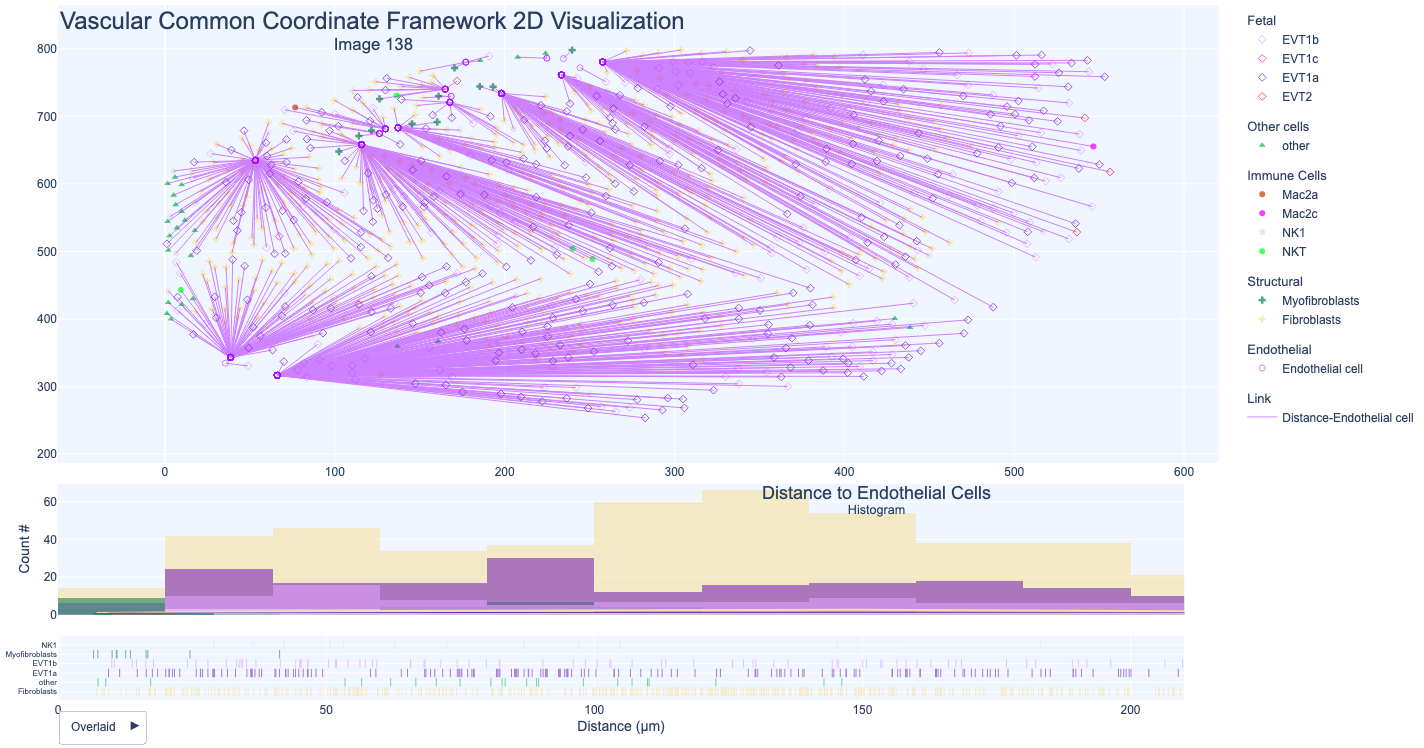 Vascular Common Coordinate Framework 2D Visualization
Image 138
800
700
600
500
400
300
200
0
100
200
300
400
500
600
Fetal
EVT1b
EVT1c
EVT1a
EVT2
Other cells
other
Immune Cells
Mac2a
Mac2c
NK1
NKT
Structural
Myofibroblasts
Fibroblasts
Endothelial
Endothelial cell
Link
Distance-Endothelial cell
Distance to Endothelial Cells
Histogram
Count #
60
40
20
0
NK1
Myofibroblasts
EVT1b
EVT1a
other
Fibroblasts
0
50
100
150
200
Distance (µm)
Overlaid